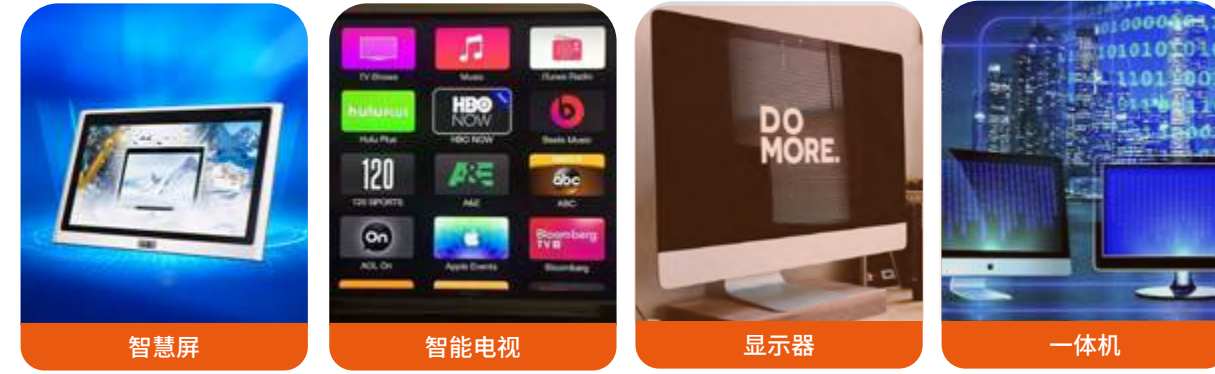 TV Shows
Music
iTunes Radio
hulu PLUS
HBO
NOW
Hulu Plus
HBO NOW
Beats Music
120
A&E
abc
120 SPORTS
A&E
ABC
On
Bloomberg
TV
AOL On
Apple Events
Bloomberg
DO
MORE.
智慧屏
智能电视
显示器
一体机